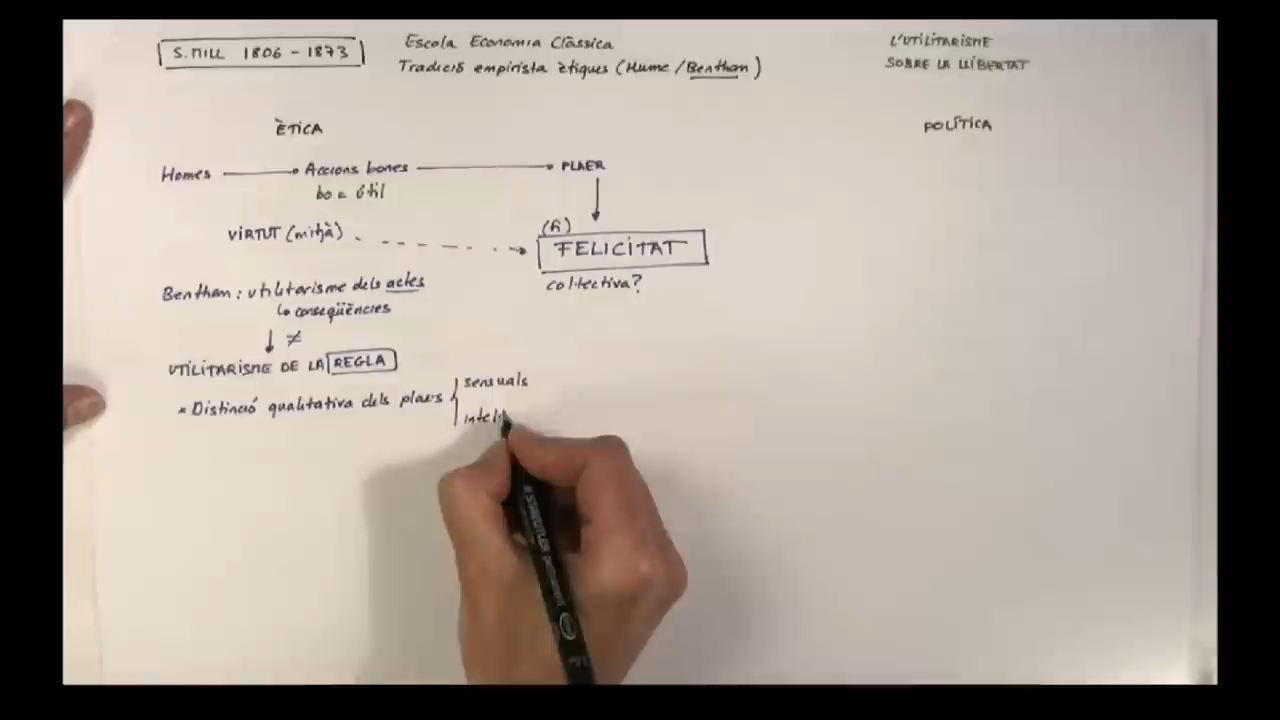 S. MILL 1806 - 1873
Escola Economia Clàssica
Tradició empirista ètiques (Hume / Bentham)
L'UTILITARISME
SOBRE LA LLIBERTAT
ÈTICA
POLÍTICA
Homes
Accions bones
PLAER
bo = útil
VIRTUT (mitjà)
(A)
FELICITAT
col·lectiva?
Bentham: utilitarisme dels actes
conseqüències
≠
UTILITARISME DE LA REGLA
Distinció qualitativa dels plaers
sensuals
STAEDTLER permanent